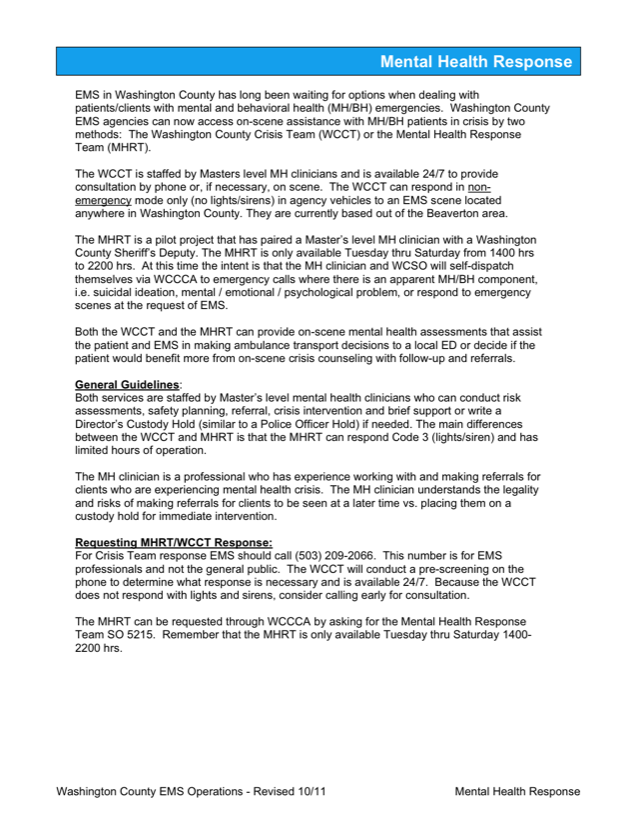 Mental Health Response
EMS in Washington County has long been waiting for options when dealing with
patients/clients with mental and behavioral health (MH/BH) emergencies.  Washington County
EMS agencies can now access on-scene assistance with MH/BH patients in crisis by two
methods:  The Washington County Crisis Team (WCCT) or the Mental Health Response
Team (MHRT).
The WCCT is staffed by Masters level MH clinicians and is available 24/7 to provide
consultation by phone or, if necessary, on scene.  The WCCT can respond in non-
emergency mode only (no lights/sirens) in agency vehicles to an EMS scene located
anywhere in Washington County. They are currently based out of the Beaverton area.
The MHRT is a pilot project that has paired a Master's level MH clinician with a Washington
County Sheriff's Deputy. The MHRT is only available Tuesday thru Saturday from 1400 hrs
to 2200 hrs.  At this time the intent is that the MH clinician and WCSO will self-dispatch
themselves via WCCCA to emergency calls where there is an apparent MH/BH component,
i.e. suicidal ideation, mental / emotional / psychological problem, or respond to emergency
scenes at the request of EMS.
Both the WCCT and the MHRT can provide on-scene mental health assessments that assist
the patient and EMS in making ambulance transport decisions to a local ED or decide if the
patient would benefit more from on-scene crisis counseling with follow-up and referrals.
General Guidelines:
Both services are staffed by Master's level mental health clinicians who can conduct risk
assessments, safety planning, referral, crisis intervention and brief support or write a
Director's Custody Hold (similar to a Police Officer Hold) if needed. The main differences
between the WCCT and MHRT is that the MHRT can respond Code 3 (lights/siren) and has
limited hours of operation.
The MH clinician is a professional who has experience working with and making referrals for
clients who are experiencing mental health crisis.  The MH clinician understands the legality
and risks of making referrals for clients to be seen at a later time vs. placing them on a
custody hold for immediate intervention.
Requesting MHRT/WCCT Response:
For Crisis Team response EMS should call (503) 209-2066.  This number is for EMS
professionals and not the general public.  The WCCT will conduct a pre-screening on the
phone to determine what response is necessary and is available 24/7.  Because the WCCT
does not respond with lights and sirens, consider calling early for consultation.
The MHRT can be requested through WCCCA by asking for the Mental Health Response
Team SO 5215.  Remember that the MHRT is only available Tuesday thru Saturday 1400-
2200 hrs.
Washington County EMS Operations - Revised 10/11
Mental Health Response